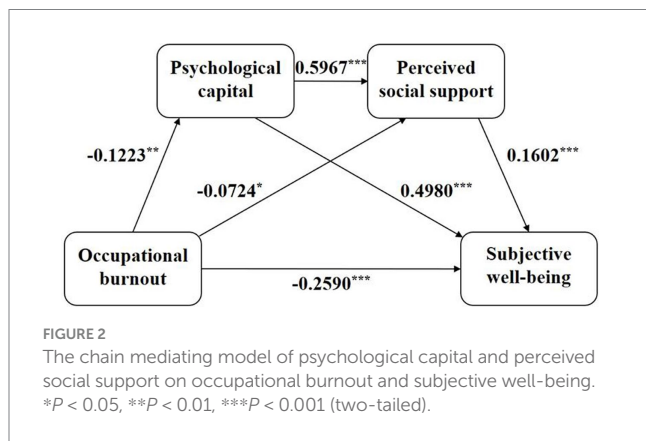 Psychological
capital
0.5967***
Perceived
social support
-0.1223**
-0.0724*
0.4980***
0.1602***
Occupational
burnout
-0.2590***
Subjective
well-being
FIGURE 2
The chain mediating model of psychological capital and perceived
social support on occupational burnout and subjective well-being.
*P < 0.05, **P < 0.01, ***P < 0.001 (two-tailed).